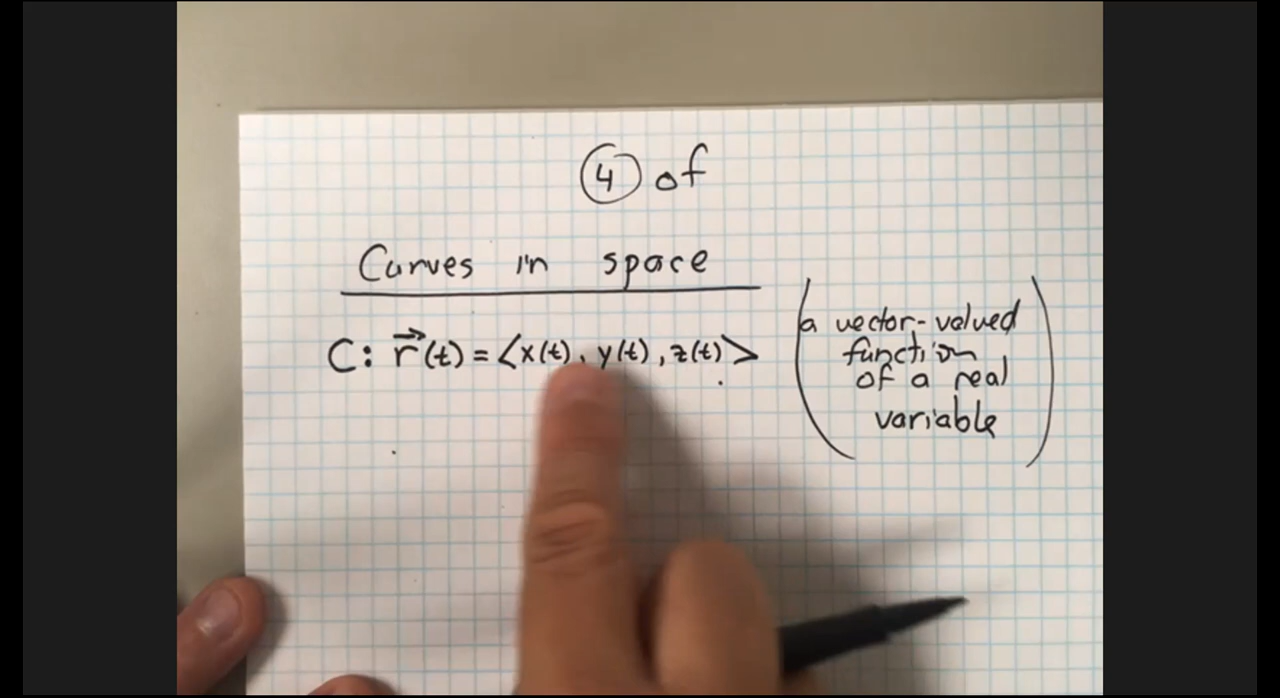 ④ of
Curves in space
C: r⃗(t) = <x(t), y(t), z(t)>
(a vector-valued
function
of a real
variable)